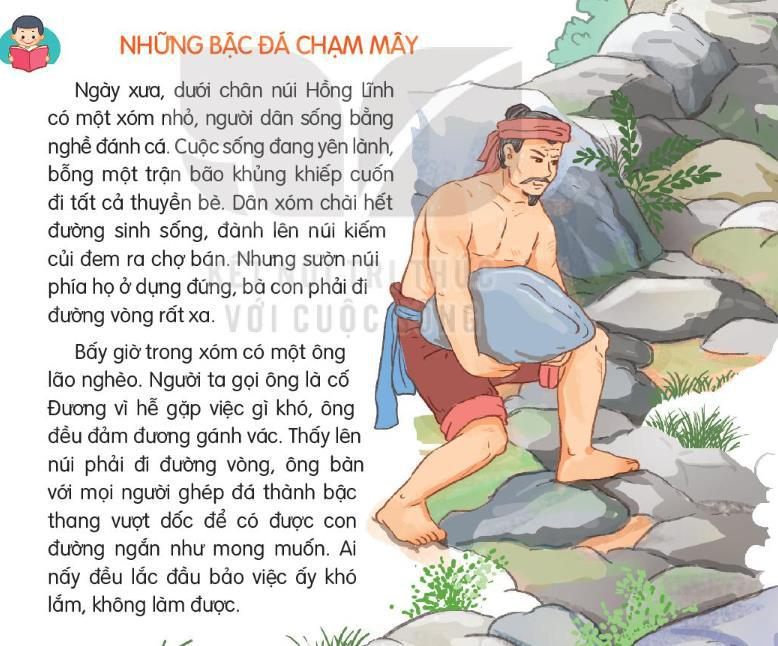 NHỮNG BẬC ĐÁ CHẠM MÂY
Ngày xưa, dưới chân núi Hồng Lĩnh
có một xóm nhỏ, người dân sống bằng
nghề đánh cá. Cuộc sống đang yên lành,
bỗng một trận bão khủng khiếp cuốn
đi tất cả thuyền bè. Dân xóm chài hết
đường sinh sống, đành lên núi kiếm
củi đem ra chợ bán. Nhưng sườn núi
phía họ ở dựng đứng, bà con phải đi
đường vòng rất xa.
Bấy giờ trong xóm có một ông
lão nghèo. Người ta gọi ông là cố
Đương vì hễ gặp việc gì khó, ông
đều đảm đương gánh vác. Thấy lên
núi phải đi đường vòng, ông bàn
với mọi người ghép đá thành bậc
thang vượt dốc để có được con
đường ngắn như mong muốn. Ai
nấy đều lắc đầu bảo việc ấy khó
lắm, không làm được.
KẾT NỐI TRI THỨC
VỚI CUỘC SỐNG